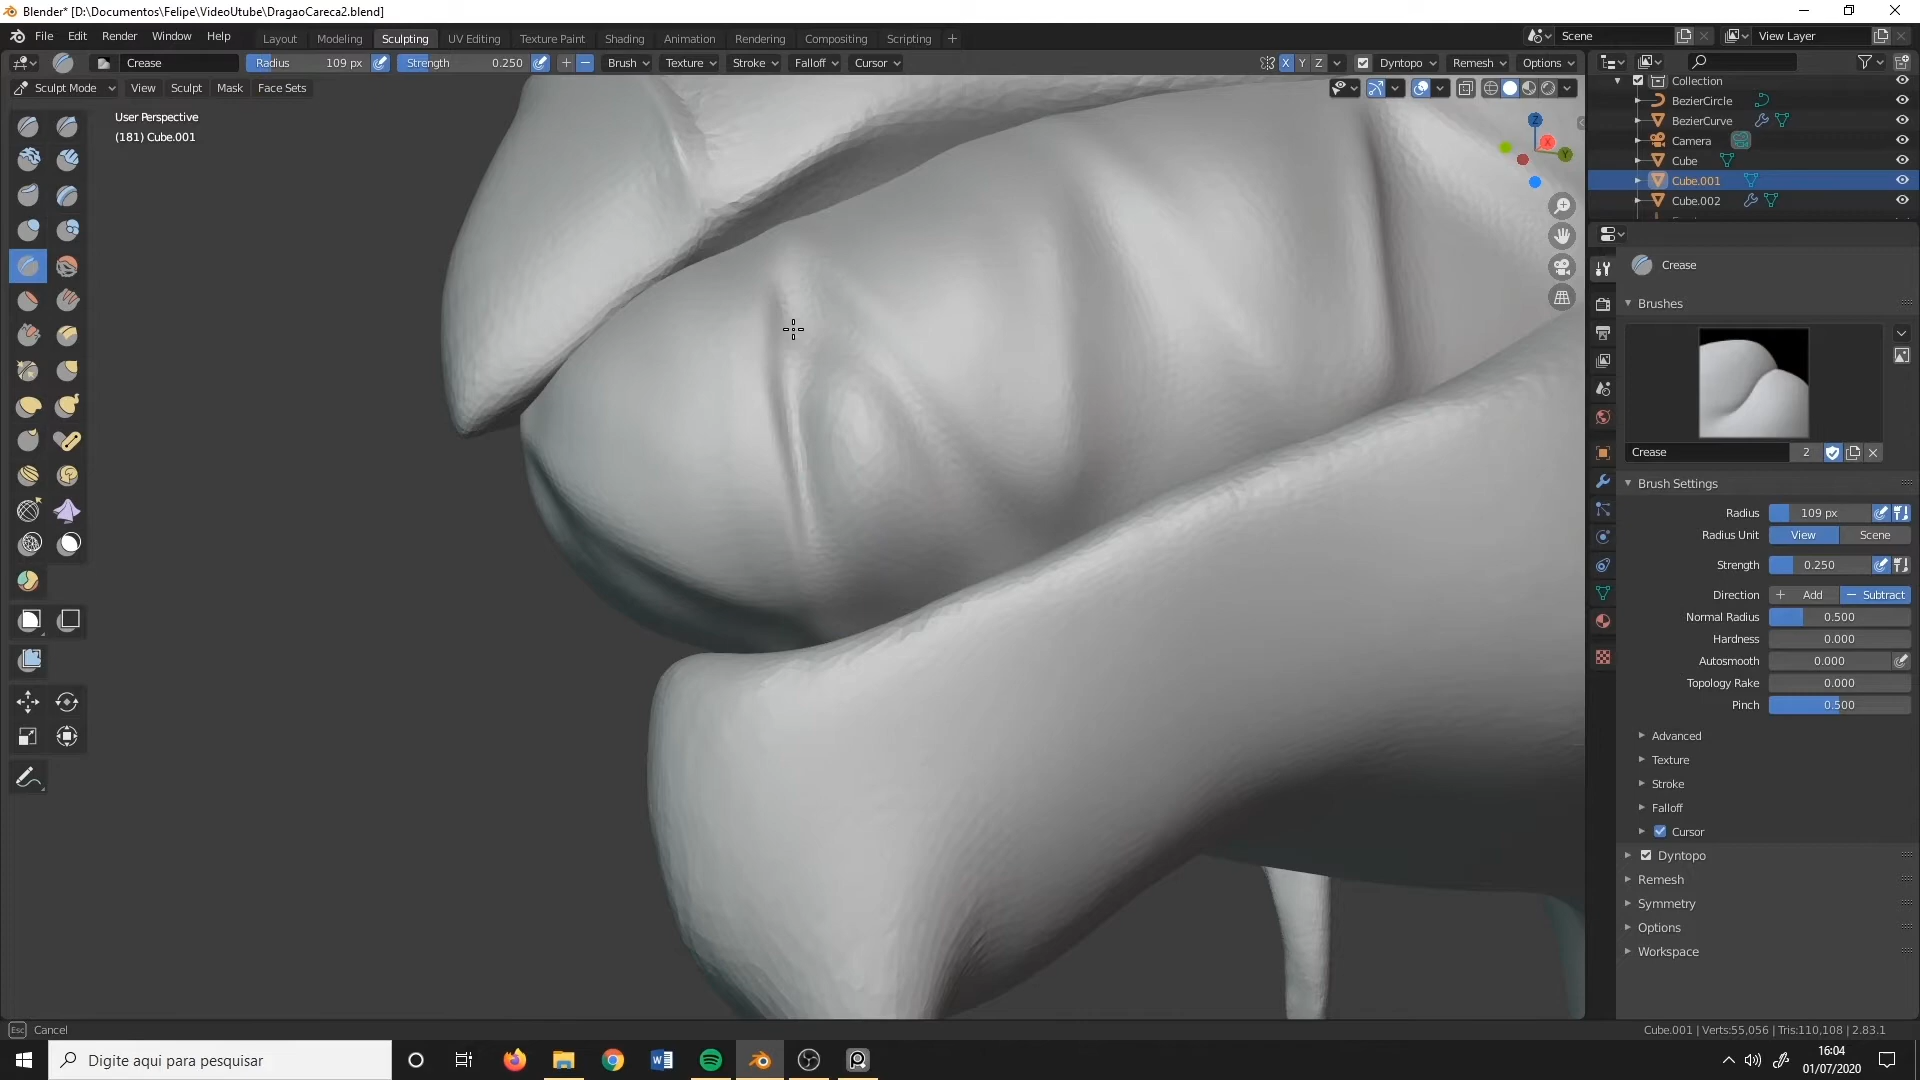 Blender* [D:\Documentos\Felipe\VideoUtube\DragaoCareca2.blend]
File Edit Render Window Help Layout Modeling Sculpting UV Editing Texture Paint Shading Animation Rendering Compositing Scripting + Scene View Layer
Crease Radius 109 px Strength 0.250 + − Brush Texture Stroke Falloff Cursor X Y Z Dyntopo Remesh Options
Sculpt Mode View Sculpt Mask Face Sets
User Perspective
(181) Cube.001
Z
X
Y
Collection
BezierCircle
BezierCurve
Camera
Cube
Cube.001
Cube.002
Crease
Brushes
Crease 2
Brush Settings
Radius 109 px
Radius Unit View Scene
Strength 0.250
Direction + Add − Subtract
Normal Radius 0.500
Hardness 0.000
Autosmooth 0.000
Topology Rake 0.000
Pinch 0.500
Advanced
Texture
Stroke
Falloff
Cursor
Dyntopo
Remesh
Symmetry
Options
Workspace
Esc Cancel
Cube.001 | Verts:55,056 | Tris:110,108 | 2.83.1
Digite aqui para pesquisar
16:04
01/07/2020